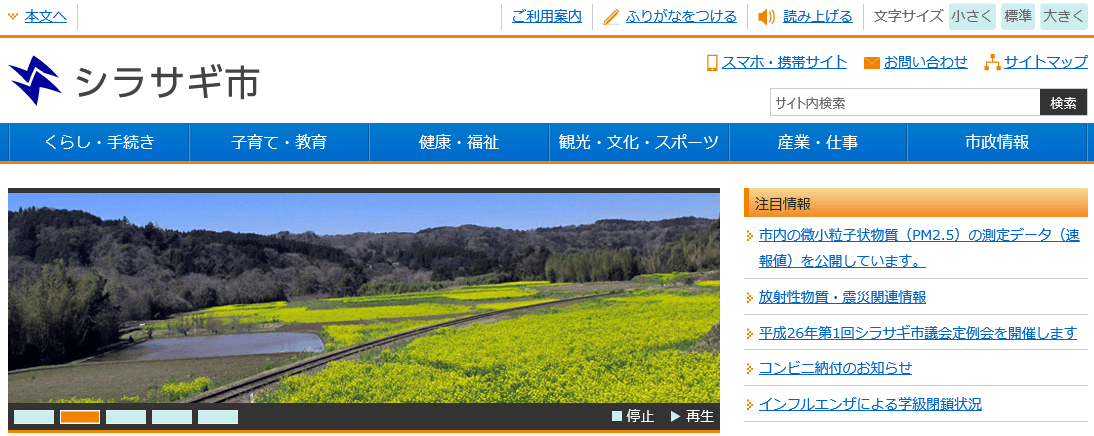 本文へ
ご利用案内
ふりがなをつける
読み上げる
文字サイズ 小さく 標準 大きく
シラサギ市
スマホ・携帯サイト
お問い合わせ
サイトマップ
サイト内検索
検索
くらし・手続き
子育て・教育
健康・福祉
観光・文化・スポーツ
産業・仕事
市政情報
注目情報
市内の微小粒子状物質（PM2.5）の測定データ（速
報値）を公開しています。
放射性物質・震災関連情報
平成26年第1回シラサギ市議会定例会を開催します
コンビニ納付のお知らせ
インフルエンザによる学級閉鎖状況
停止
再生